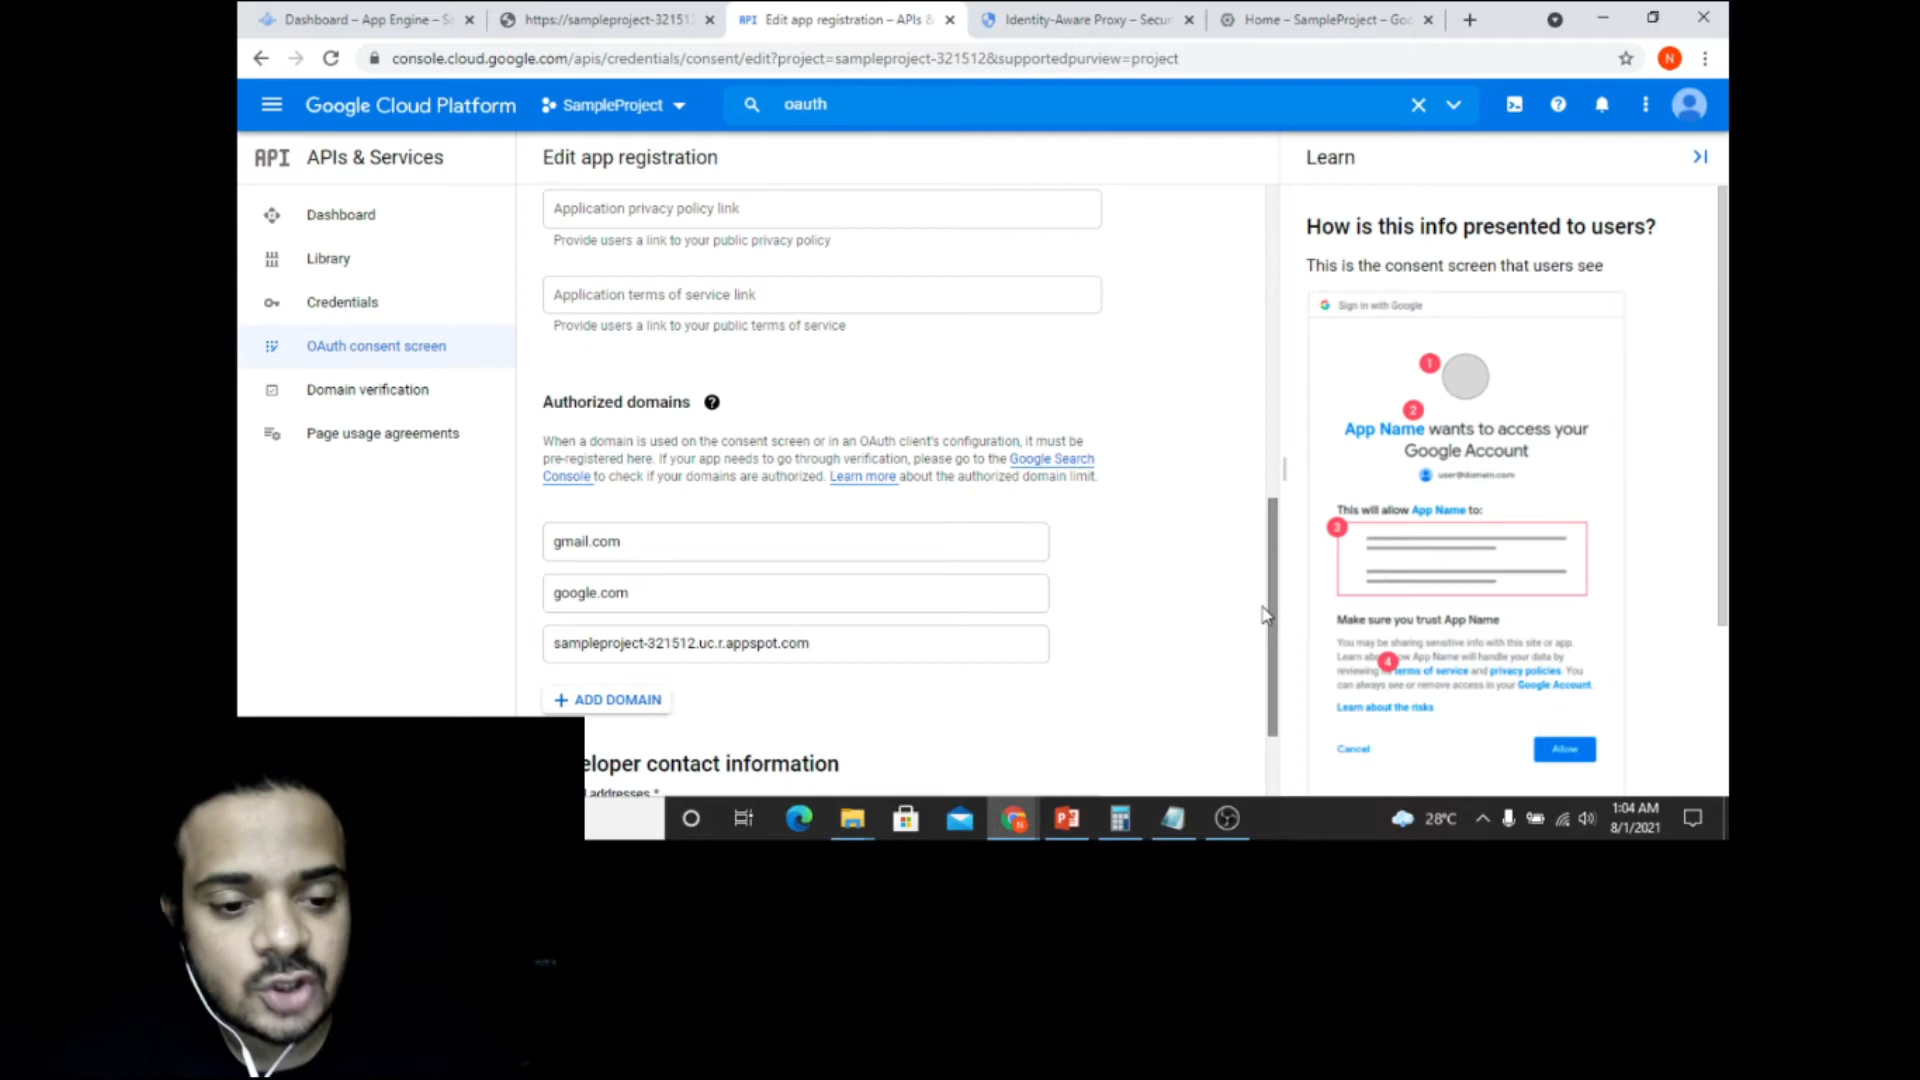 Dashboard – App Engine – S
https://sampleproject-32151
API Edit app registration – APIs &
Identity-Aware Proxy – Secur
Home – SampleProject – Goo
console.cloud.google.com/apis/credentials/consent/edit?project=sampleproject-321512&supportedpurview=project
N
Google Cloud Platform
SampleProject
oauth
API APIs & Services
Edit app registration
Learn
Dashboard
Library
Credentials
OAuth consent screen
Domain verification
Page usage agreements
Application privacy policy link
Provide users a link to your public privacy policy
Application terms of service link
Provide users a link to your public terms of service
Authorized domains
When a domain is used on the consent screen or in an OAuth client's configuration, it must be
pre-registered here. If your app needs to go through verification, please go to the Google Search
Console to check if your domains are authorized. Learn more about the authorized domain limit.
gmail.com
google.com
sampleproject-321512.uc.r.appspot.com
ADD DOMAIN
eloper contact information
addresses *
How is this info presented to users?
This is the consent screen that users see
Sign in with Google
1
2
App Name wants to access your
Google Account
user@domain.com
This will allow App Name to:
3
Make sure you trust App Name
You may be sharing sensitive info with this site or app.
Learn about how App Name will handle your data by
4
reviewing its terms of service and privacy policies. You
can always see or remove access in your Google Account.
Learn about the risks
Cancel
Allow
28°C
1:04 AM
8/1/2021